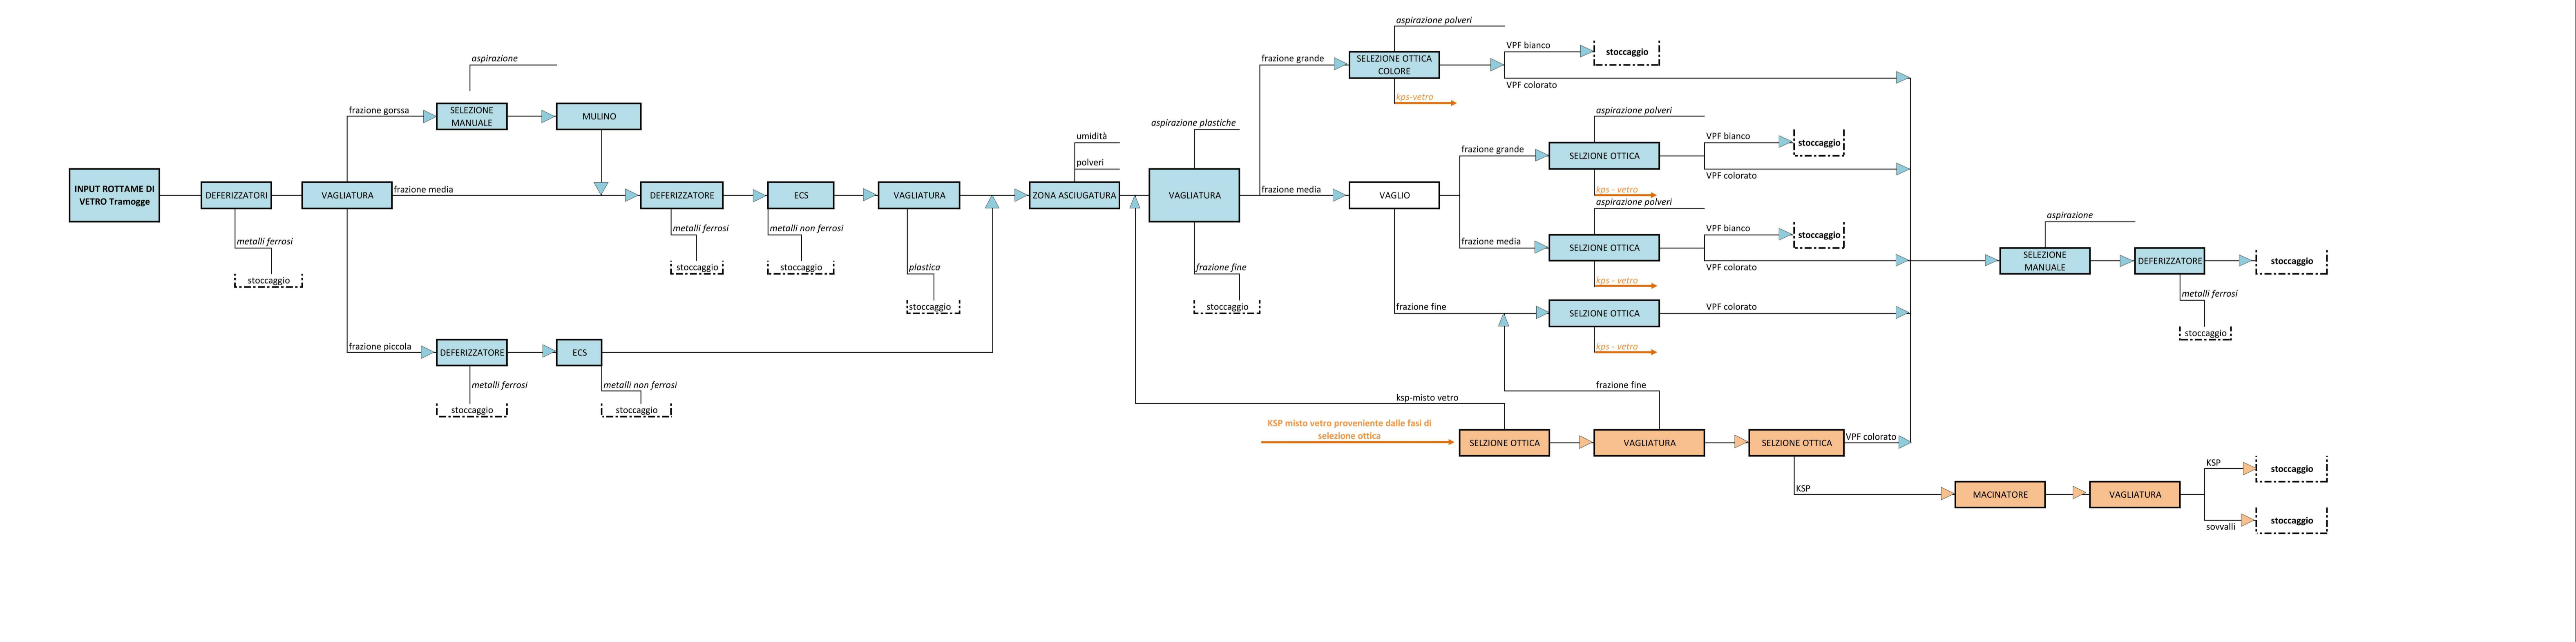 aspirazione polveri
frazione grande
SELEZIONE OTTICA
COLORE
VPF bianco
stoccaggio
VPF colorato
kps-vetro
aspirazione
frazione gorssa
SELEZIONE
MANUALE
MULINO
aspirazione polveri
aspirazione plastiche
umidità
polveri
frazione grande
SELZIONE OTTICA
VPF bianco
stoccaggio
VPF colorato
kps - vetro
INPUT ROTTAME DI
VETRO Tramogge
DEFERIZZATORI
VAGLIATURA
frazione media
DEFERIZZATORE
ECS
VAGLIATURA
ZONA ASCIUGATURA
VAGLIATURA
frazione media
VAGLIO
aspirazione polveri
metalli ferrosi
stoccaggio
metalli ferrosi
stoccaggio
metalli non ferrosi
stoccaggio
plastica
stoccaggio
frazione fine
stoccaggio
frazione media
SELZIONE OTTICA
VPF bianco
stoccaggio
VPF colorato
kps - vetro
aspirazione
SELEZIONE
MANUALE
DEFERIZZATORE
stoccaggio
metalli ferrosi
stoccaggio
frazione fine
SELZIONE OTTICA
VPF colorato
kps - vetro
frazione piccola
DEFERIZZATORE
ECS
metalli ferrosi
stoccaggio
metalli non ferrosi
stoccaggio
frazione fine
ksp-misto vetro
KSP misto vetro proveniente dalle fasi di
selezione ottica
SELZIONE OTTICA
VAGLIATURA
SELZIONE OTTICA
VPF colorato
KSP
MACINATORE
VAGLIATURA
KSP
stoccaggio
sovvalli
stoccaggio